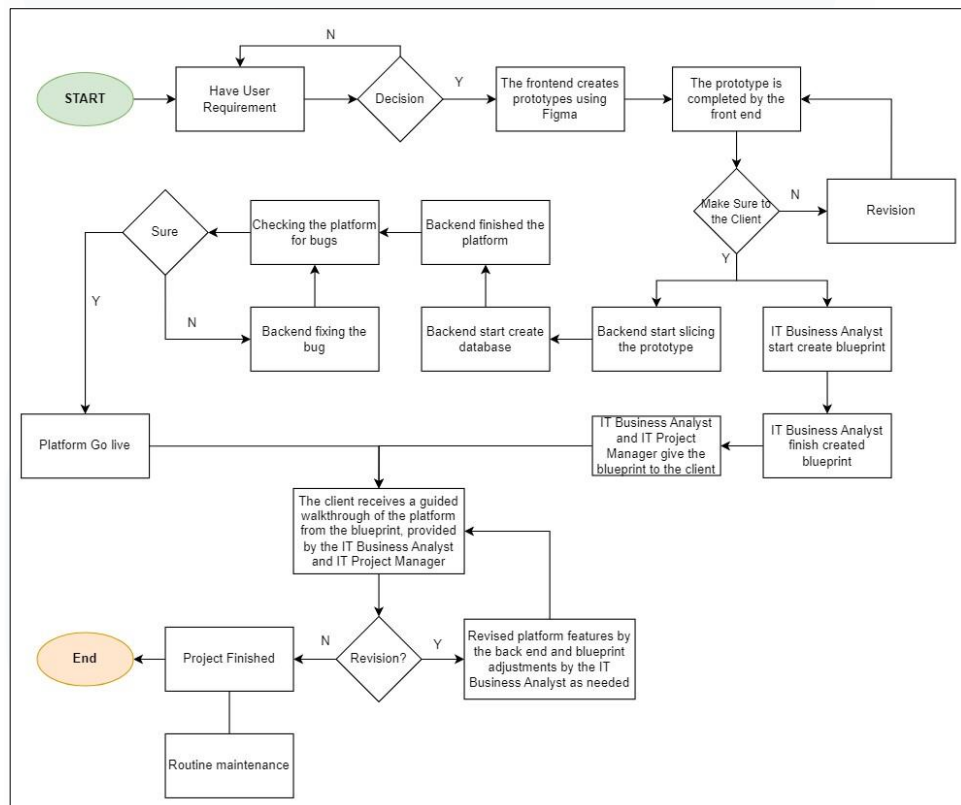 N
START
Have User
Requirement
Decision
Y
The frontend creates
prototypes using
Figma
The prototype is
completed by the
front end
Make Sure to
the Client
N
Revision
Y
Sure
Checking the platform
for bugs
Backend finished the
platform
Y
N
Backend fixing the
bug
Backend start create
database
Backend start slicing
the prototype
IT Business Analyst
start create blueprint
Platform Go live
IT Business Analyst
and IT Project
Manager give the
blueprint to the client
IT Business Analyst
finish created
blueprint
The client receives a guided
walkthrough of the platform
from the blueprint, provided
by the IT Business Analyst
and IT Project Manager
End
Project Finished
N
Revision?
Y
Revised platform features by
the back end and blueprint
adjustments by the IT
Business Analyst as needed
Routine maintenance